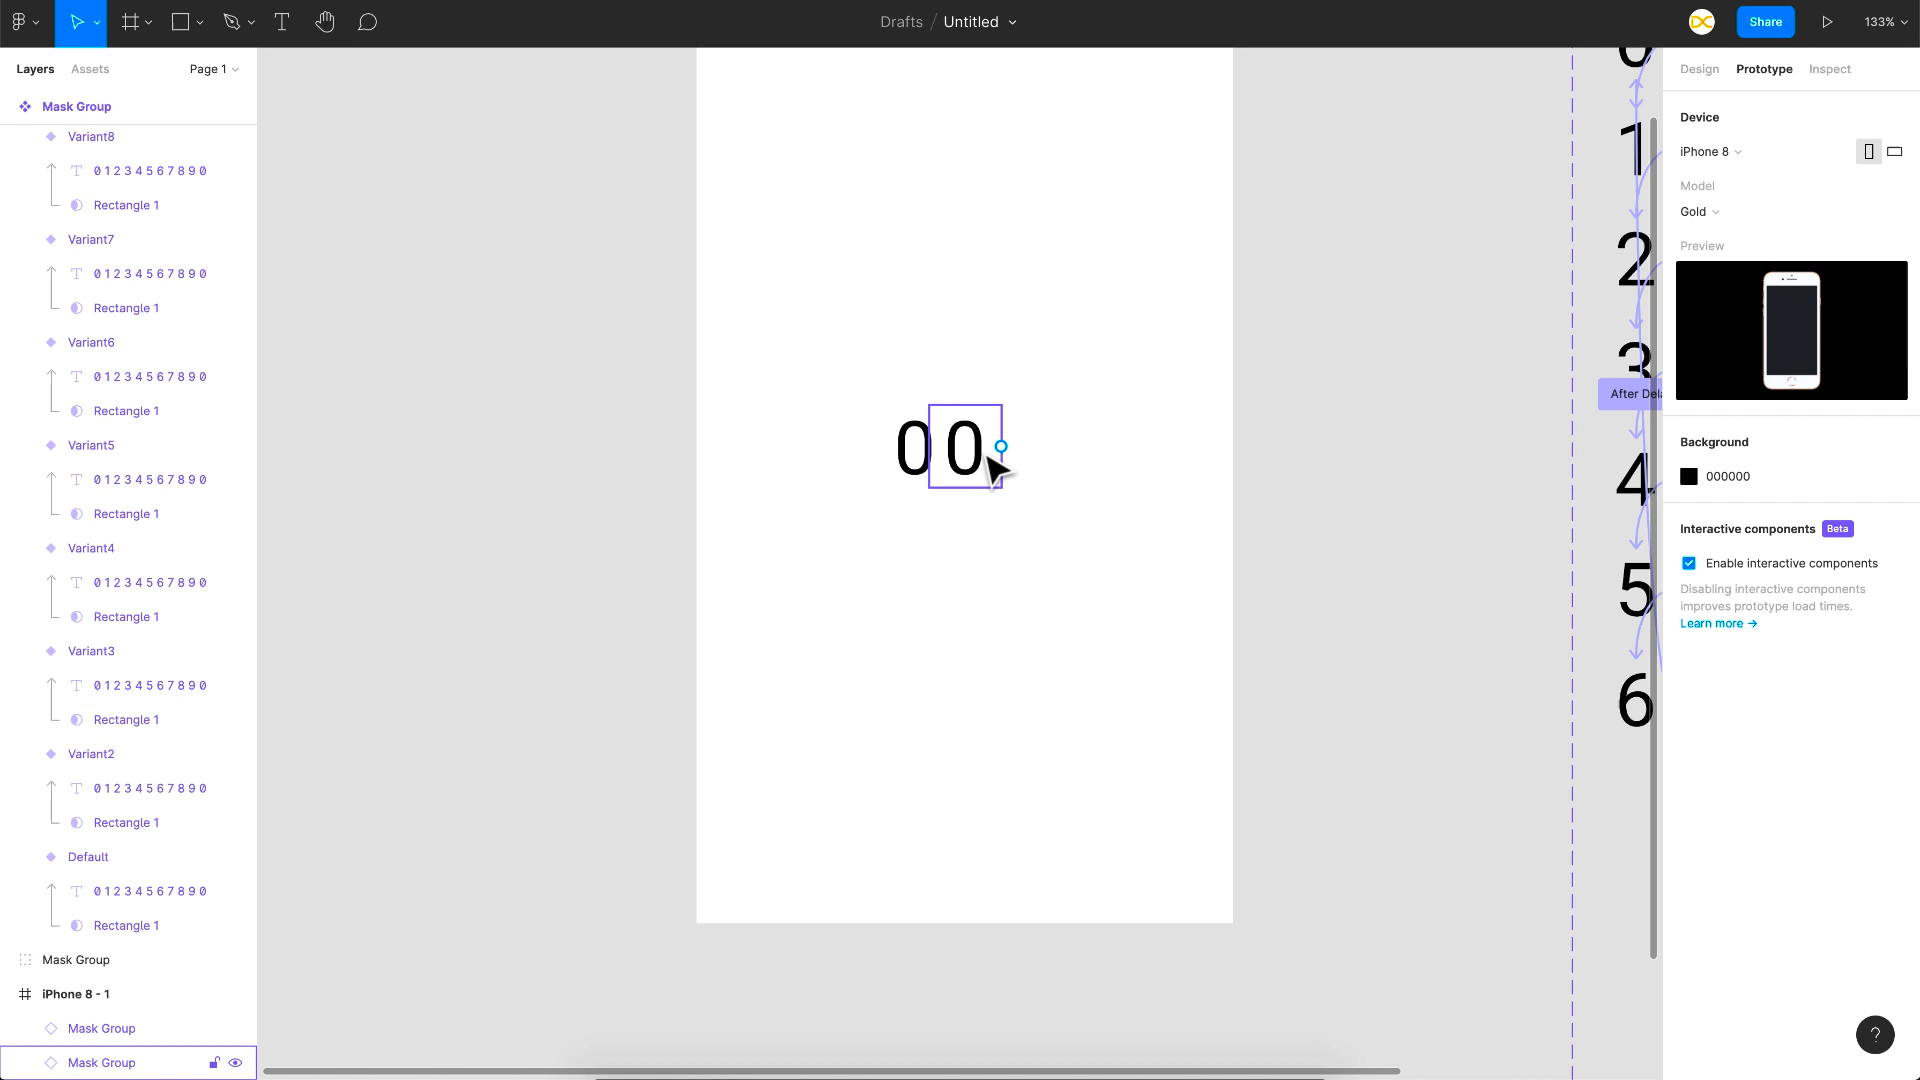 Drafts / Untitled
Share
133%
Layers
Assets
Page 1
Mask Group
Variant8
0 1 2 3 4 5 6 7 8 9 0
Rectangle 1
Variant7
0 1 2 3 4 5 6 7 8 9 0
Rectangle 1
Variant6
0 1 2 3 4 5 6 7 8 9 0
Rectangle 1
Variant5
0 1 2 3 4 5 6 7 8 9 0
Rectangle 1
Variant4
0 1 2 3 4 5 6 7 8 9 0
Rectangle 1
Variant3
0 1 2 3 4 5 6 7 8 9 0
Rectangle 1
Variant2
0 1 2 3 4 5 6 7 8 9 0
Rectangle 1
Default
0 1 2 3 4 5 6 7 8 9 0
Rectangle 1
Mask Group
iPhone 8 - 1
Mask Group
Mask Group
0 0
0
1
2
3
After Dela
4
5
6
Design
Prototype
Inspect
Device
iPhone 8
Model
Gold
Preview
Background
000000
Interactive components Beta
Enable interactive components
Disabling interactive components
improves prototype load times.
Learn more →
?